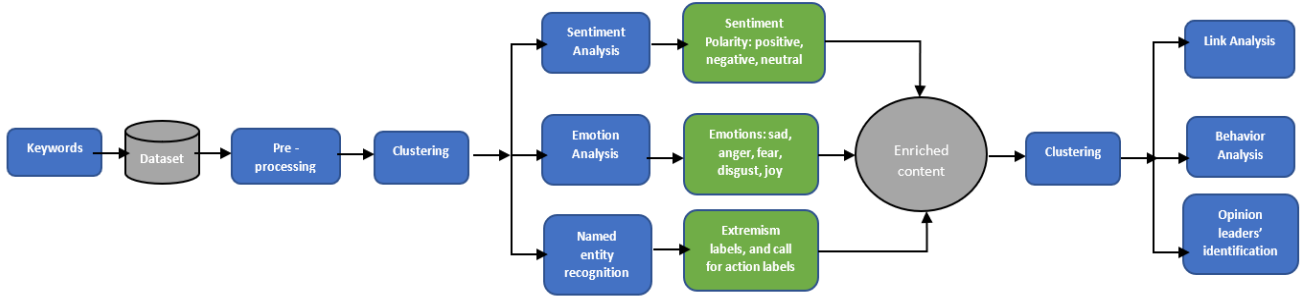 Keywords
Dataset
Pre -
processing
Clustering
Sentiment
Analysis
Sentiment
Polarity: positive,
negative, neutral
Emotion
Analysis
Emotions: sad,
anger, fear,
disgust, joy
Named
entity
recognition
Extremism
labels, and call
for action labels
Enriched
content
Clustering
Link Analysis
Behavior
Analysis
Opinion
leaders’
identification